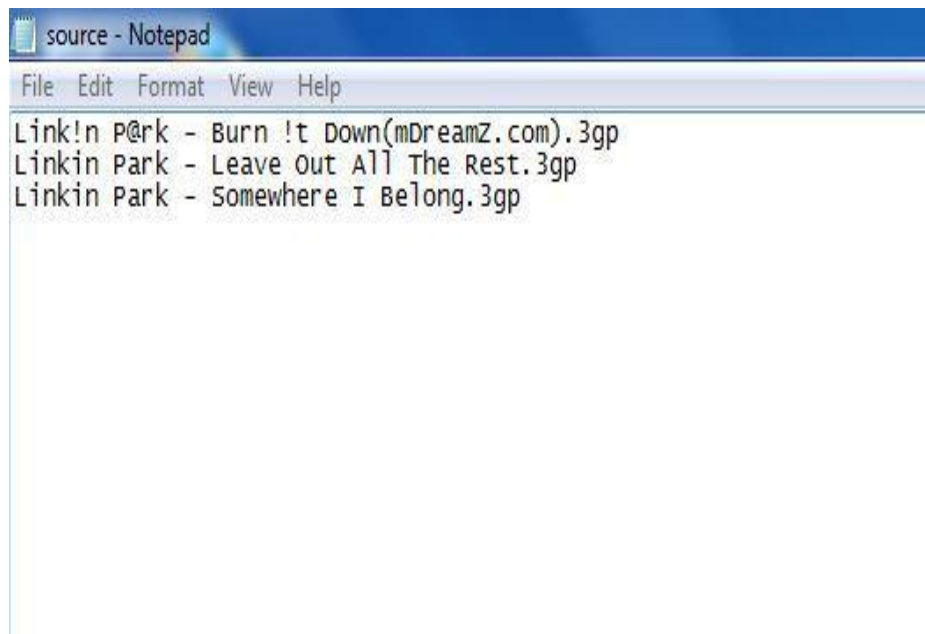 source - Notepad
File Edit Format View Help
Link!n P@rk - Burn !t Down(mDreamZ.com).3gp
Linkin Park - Leave Out All The Rest.3gp
Linkin Park - Somewhere I Belong.3gp